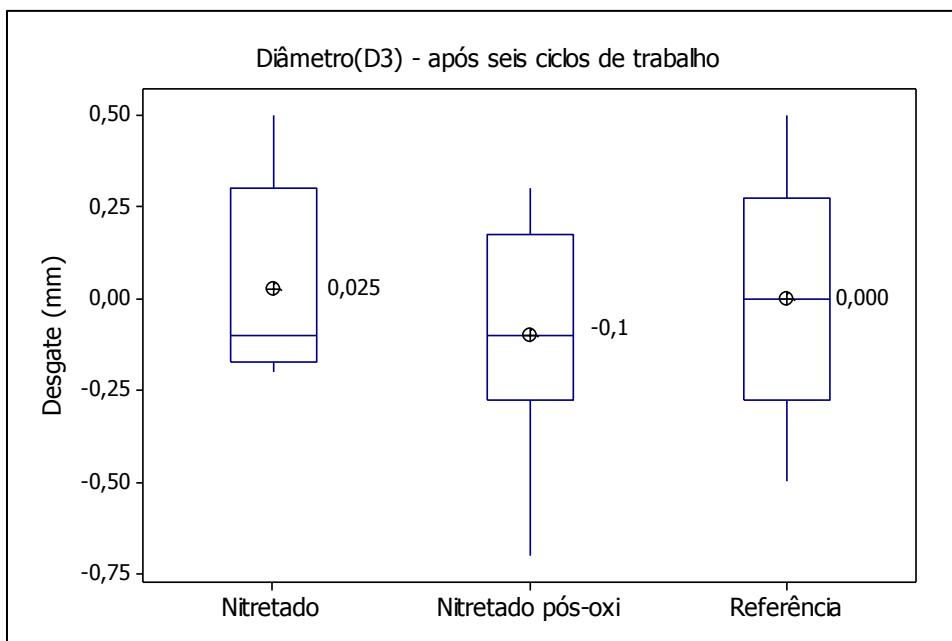 Diâmetro(D3) - após seis ciclos de trabalho
Desgate (mm)
0,50
0,25
0,00
-0,25
-0,50
-0,75
0,025
-0,1
0,000
Nitretado
Nitretado pós-oxi
Referência